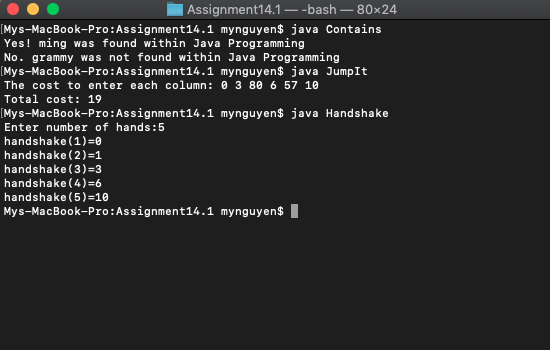 Assignment14.1 — -bash — 80×24
[Mys-MacBook-Pro:Assignment14.1 mynguyen$ java Contains
Yes! ming was found within Java Programming
No. grammy was not found within Java Programming
[Mys-MacBook-Pro:Assignment14.1 mynguyen$ java JumpIt
The cost to enter each column: 0 3 80 6 57 10
Total cost: 19
[Mys-MacBook-Pro:Assignment14.1 mynguyen$ java Handshake
Enter number of hands:5
handshake(1)=0
handshake(2)=1
handshake(3)=3
handshake(4)=6
handshake(5)=10
Mys-MacBook-Pro:Assignment14.1 mynguyen$